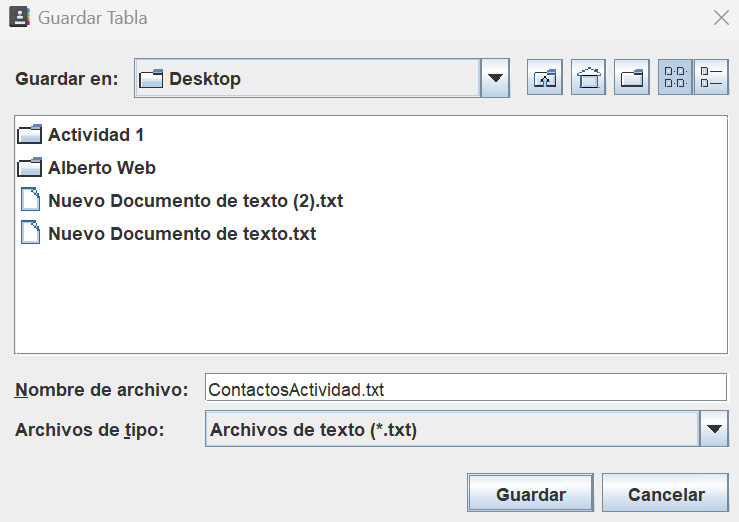 Guardar Tabla
Guardar en: Desktop
Actividad 1
Alberto Web
Nuevo Documento de texto (2).txt
Nuevo Documento de texto.txt
Nombre de archivo: ContactosActividad.txt
Archivos de tipo: Archivos de texto (*.txt)
Guardar Cancelar